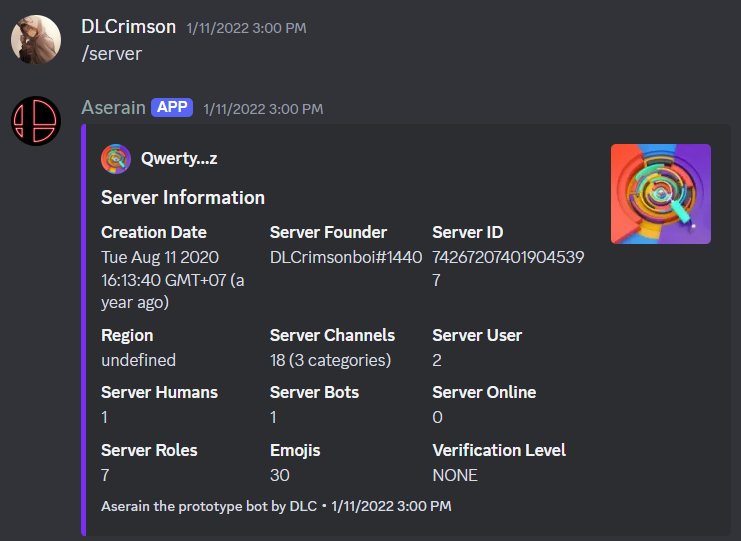 DLCrimson 1/11/2022 3:00 PM
/server
Aserain APP 1/11/2022 3:00 PM
Qwerty...z
Server Information
Creation Date
Tue Aug 11 2020
16:13:40 GMT+07 (a
year ago)
Server Founder
DLCrimsonboi#1440
Server ID
74267207401904539
7
Region
undefined
Server Channels
18 (3 categories)
Server User
2
Server Humans
1
Server Bots
1
Server Online
0
Server Roles
7
Emojis
30
Verification Level
NONE
Aserain the prototype bot by DLC • 1/11/2022 3:00 PM